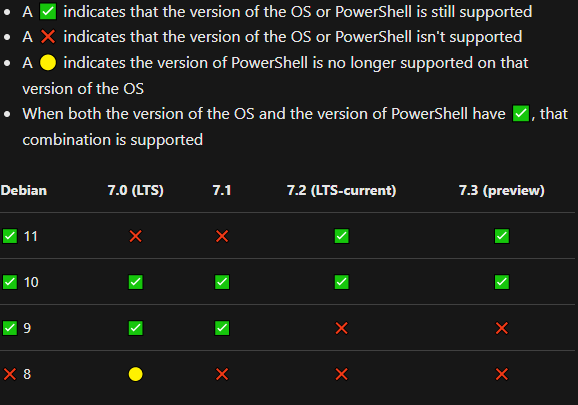 • A ✅ indicates that the version of the OS or PowerShell is still supported
• A ❌ indicates that the version of the OS or PowerShell isn't supported
• A 🟡 indicates the version of PowerShell is no longer supported on that
version of the OS
• When both the version of the OS and the version of PowerShell have ✅, that
combination is supported
Debian 7.0 (LTS) 7.1 7.2 (LTS-current) 7.3 (preview)
✅ 11 ❌ ❌ ✅ ✅
✅ 10 ✅ ✅ ✅ ✅
✅ 9 ✅ ✅ ❌ ❌
❌ 8 🟡 ❌ ❌ ❌